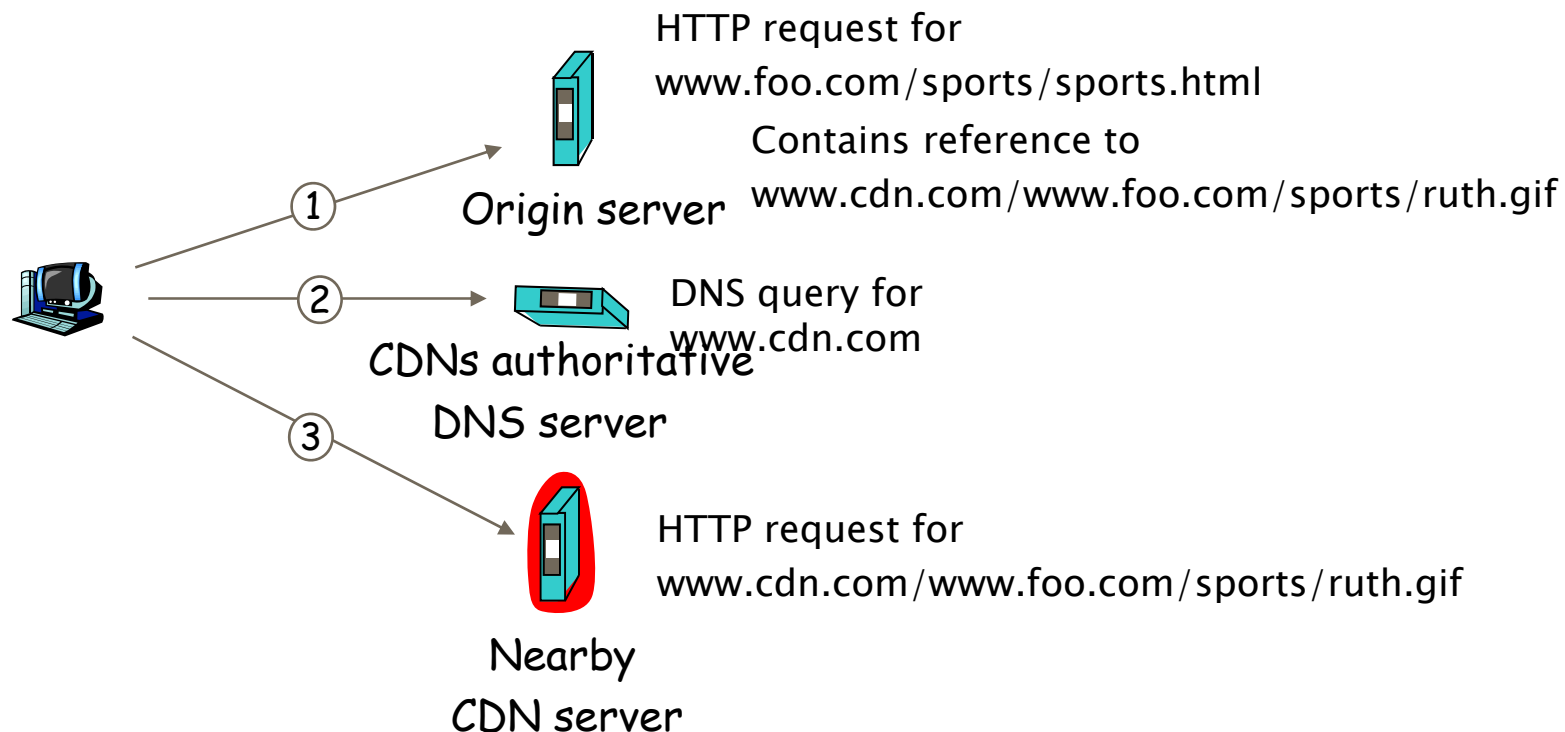 HTTP request for
www.foo.com/sports/sports.html
Contains reference to
www.cdn.com/www.foo.com/sports/ruth.gif
1
Origin server
2
DNS query for
www.cdn.com
CDNs authoritative
DNS server
3
HTTP request for
www.cdn.com/www.foo.com/sports/ruth.gif
Nearby
CDN server